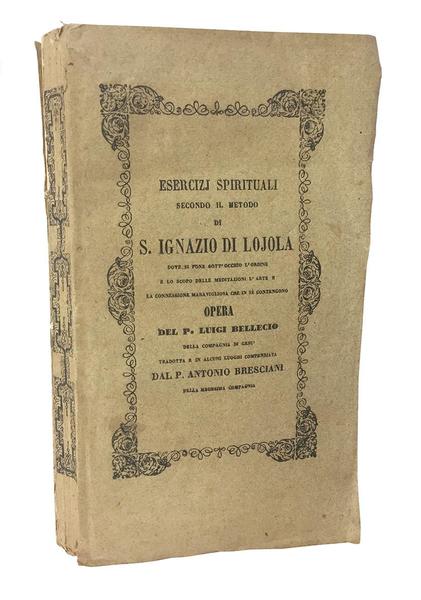 ESERCIZJ SPIRITUALI
SECONDO IL METODO
DI
S. IGNAZIO DI LOJOLA
DOVE SI PONE SOTT' OCCHIO L'ORDINE
E LO SCOPO DELLE MEDITAZIONI L'ARTE E
LA CONNESSIONE MARAVIGLIOSA CHE IN SÈ CONTENGONO
OPERA
DEL P. LUIGI BELLECIO
DELLA COMPAGNIA DI GESU'
TRADOTTA E IN ALCUNI LUOGHI COMPENDIATA
DAL P. ANTONIO BRESCIANI
DELLA MEDESIMA COMPAGNIA